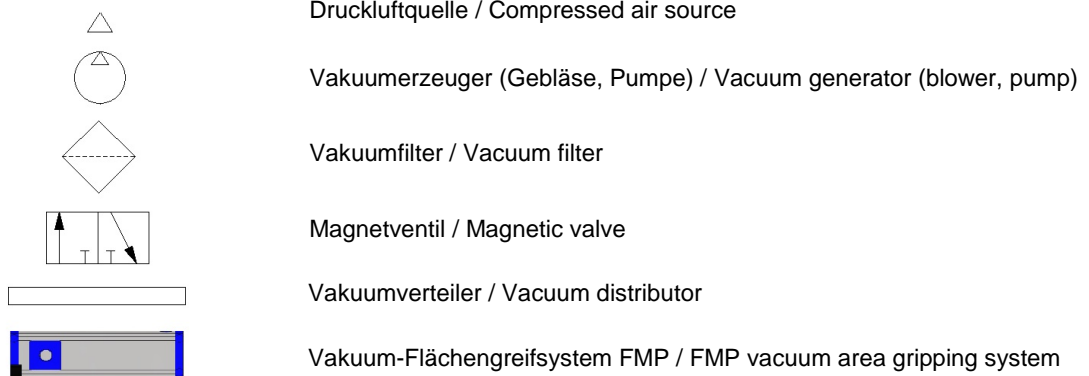 Druckluftquelle / Compressed air source
Vakuumerzeuger (Gebläse, Pumpe) / Vacuum generator (blower, pump)
Vakuumfilter / Vacuum filter
Magnetventil / Magnetic valve
Vakuumverteiler / Vacuum distributor
Vakuum-Flächengreifsystem FMP / FMP vacuum area gripping system